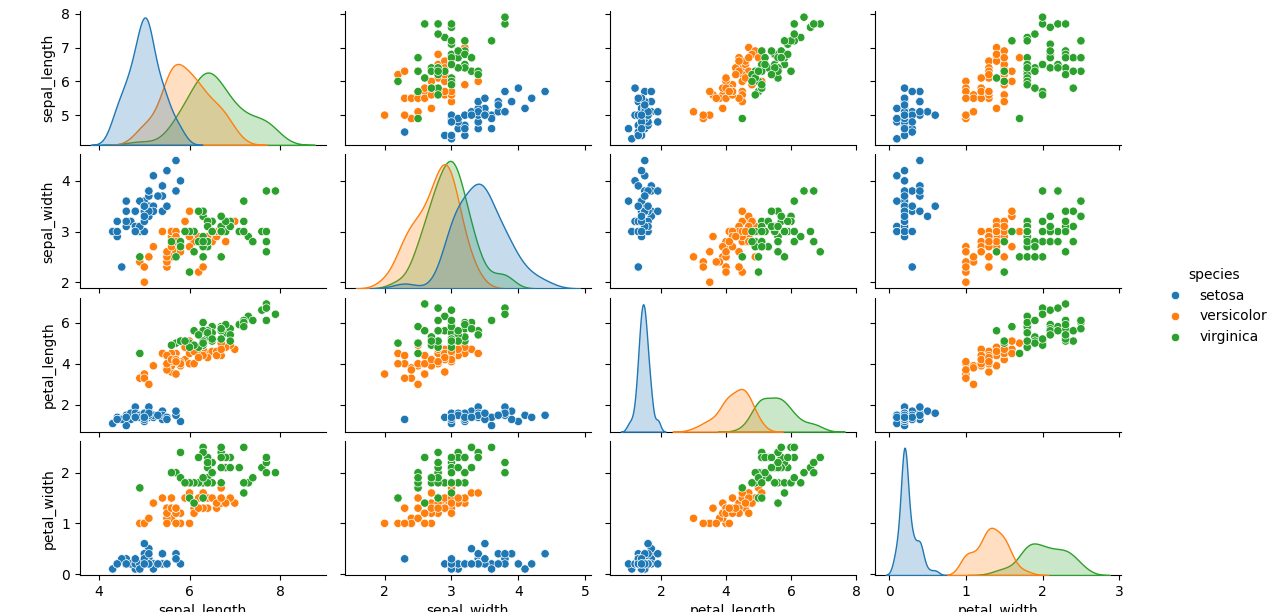 8
7
6
5
sepal_length
4
3
2
sepal_width
6
4
2
petal_length
2
1
0
petal_width
4 6 8
2 3 4 5
2 4 6 8
0 1 2 3
sepal_length
sepal_width
petal_length
petal_width
species
setosa
versicolor
virginica